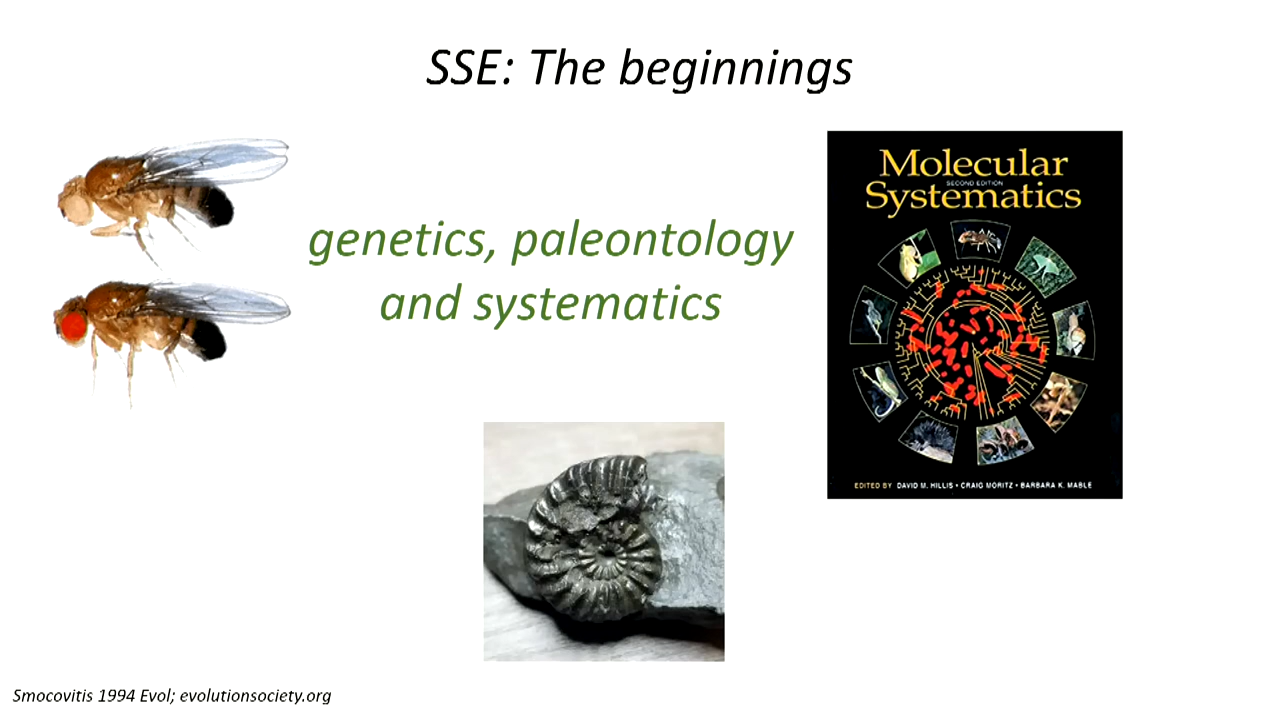 SSE: The beginnings
genetics, paleontology
and systematics
Molecular
SECOND EDITION
Systematics
EDITED BY DAVID M. HILLIS • CRAIG MORITZ • BARBARA K. MABLE
Smocovitis 1994 Evol; evolutionsociety.org